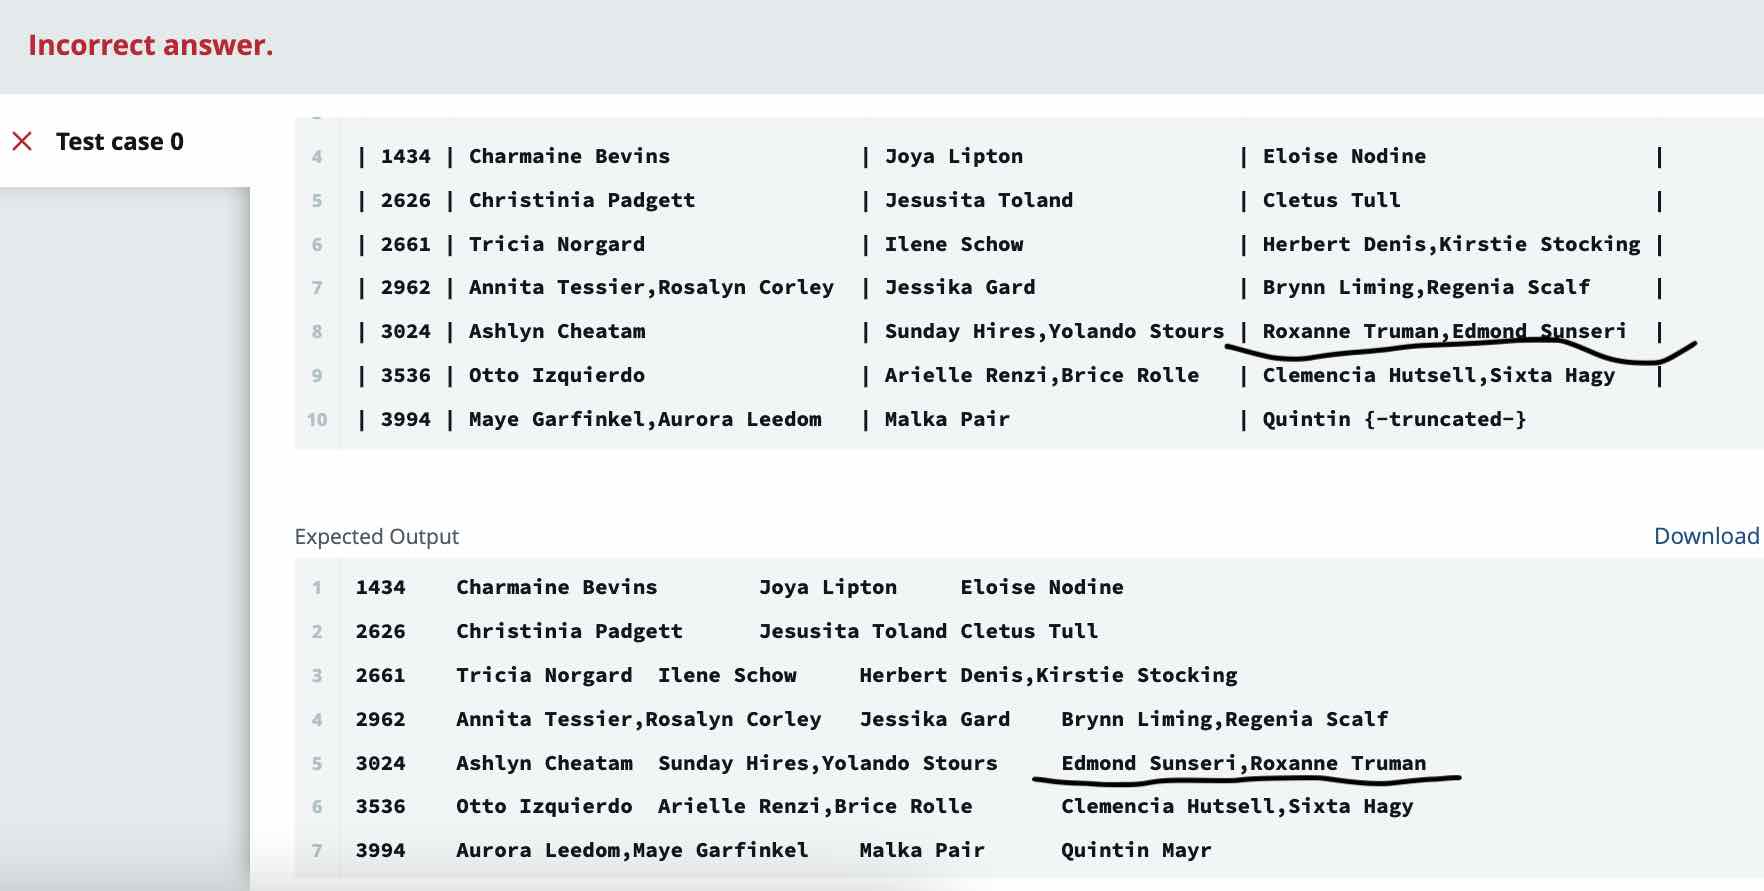 Incorrect answer.
Test case 0
4 | 1434 | Charmaine Bevins | Joya Lipton | Eloise Nodine |
5 | 2626 | Christinia Padgett | Jesusita Toland | Cletus Tull |
6 | 2661 | Tricia Norgard | Ilene Schow | Herbert Denis,Kirstie Stocking |
7 | 2962 | Annita Tessier,Rosalyn Corley | Jessika Gard | Brynn Liming,Regenia Scalf |
8 | 3024 | Ashlyn Cheatam | Sunday Hires,Yolando Stours | Roxanne Truman,Edmond Sunseri |
9 | 3536 | Otto Izquierdo | Arielle Renzi,Brice Rolle | Clemencia Hutsell,Sixta Hagy |
10 | 3994 | Maye Garfinkel,Aurora Leedom | Malka Pair | Quintin {-truncated-}
Expected Output Download
1 1434 Charmaine Bevins Joya Lipton Eloise Nodine
2 2626 Christinia Padgett Jesusita Toland Cletus Tull
3 2661 Tricia Norgard Ilene Schow Herbert Denis,Kirstie Stocking
4 2962 Annita Tessier,Rosalyn Corley Jessika Gard Brynn Liming,Regenia Scalf
5 3024 Ashlyn Cheatam Sunday Hires,Yolando Stours Edmond Sunseri,Roxanne Truman
6 3536 Otto Izquierdo Arielle Renzi,Brice Rolle Clemencia Hutsell,Sixta Hagy
7 3994 Aurora Leedom,Maye Garfinkel Malka Pair Quintin Mayr